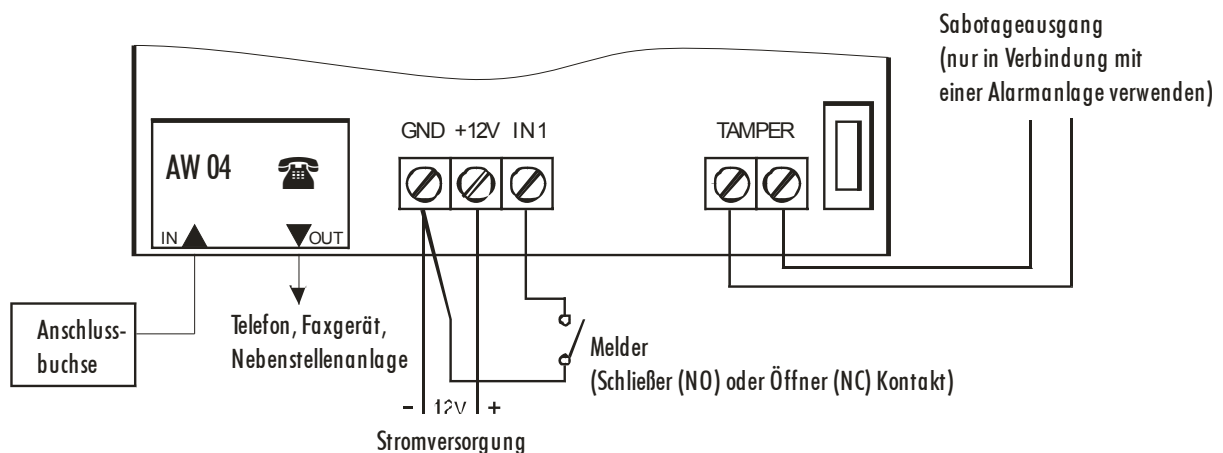 Sabotageausgang
(nur in Verbindung mit
einer Alarmanlage verwenden)
GND +12V IN1
TAMPER
AW 04
IN
OUT
Anschluss-
buchse
Telefon, Faxgerät,
Nebenstellenanlage
Melder
(Schließer (NO) oder Öffner (NC) Kontakt)
- 12V +
Stromversorgung